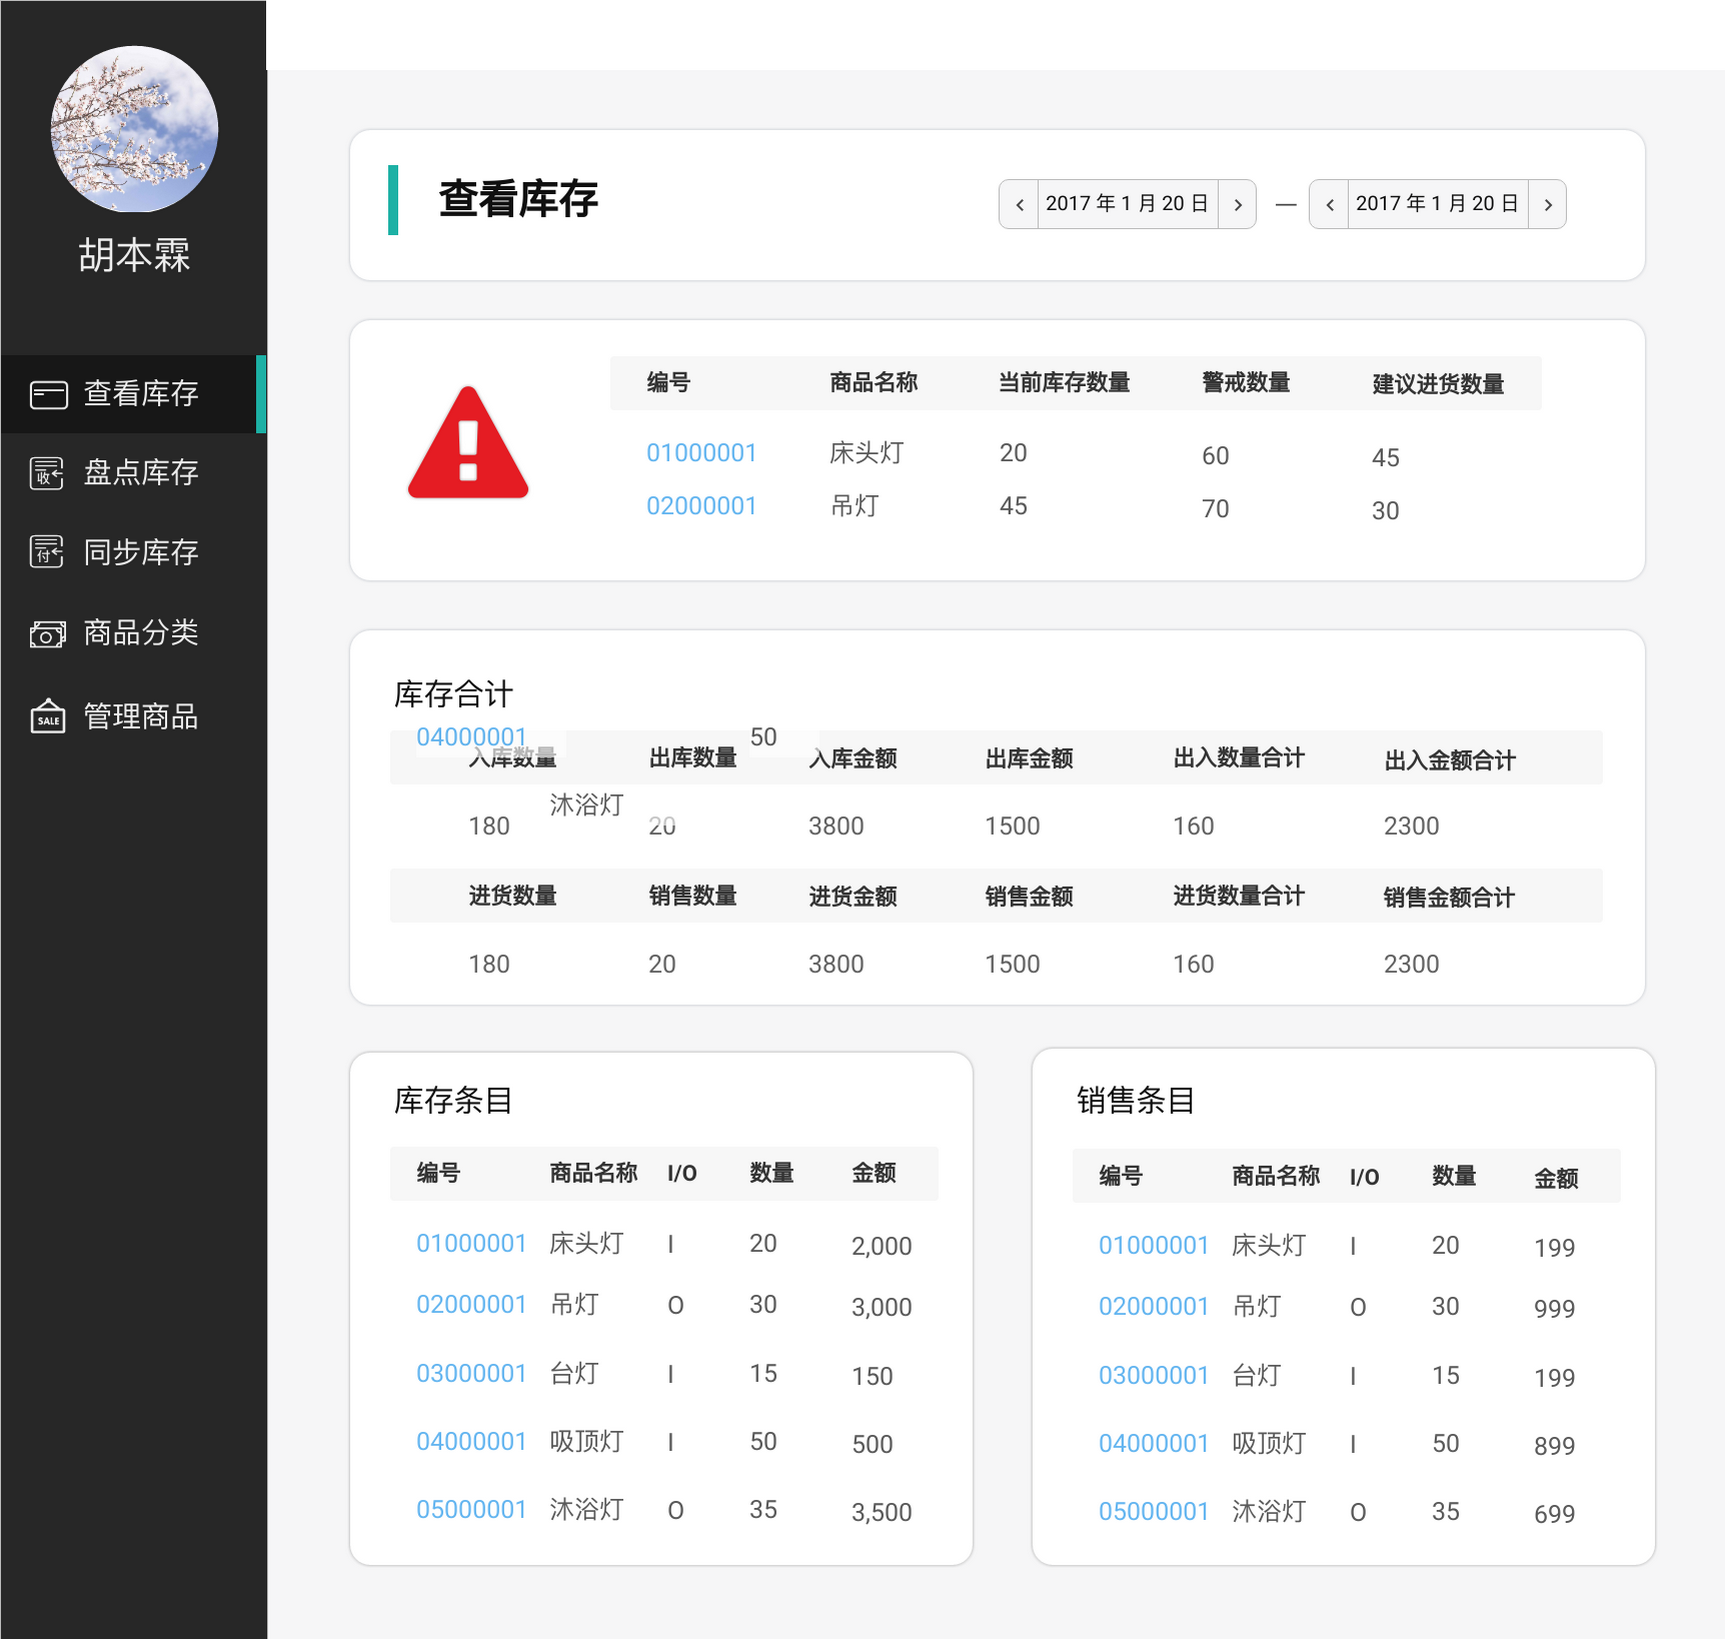 胡本霖
查看库存
收
盘点库存
付
同步库存
商品分类
SALE
管理商品
查看库存
2017 年 1 月 20 日 — 2017 年 1 月 20 日
编号 商品名称 当前库存数量 警戒数量 建议进货数量
01000001 床头灯 20 60 45
02000001 吊灯 45 70 30
库存合计
04000001 50
入库数量 出库数量 入库金额 出库金额 出入数量合计 出入金额合计
沐浴灯
180 20 3800 1500 160 2300
进货数量 销售数量 进货金额 销售金额 进货数量合计 销售金额合计
180 20 3800 1500 160 2300
库存条目
编号 商品名称 I/O 数量 金额
01000001 床头灯 I 20 2,000
02000001 吊灯 O 30 3,000
03000001 台灯 I 15 150
04000001 吸顶灯 I 50 500
05000001 沐浴灯 O 35 3,500
销售条目
编号 商品名称 I/O 数量 金额
01000001 床头灯 I 20 199
02000001 吊灯 O 30 999
03000001 台灯 I 15 199
04000001 吸顶灯 I 50 899
05000001 沐浴灯 O 35 699